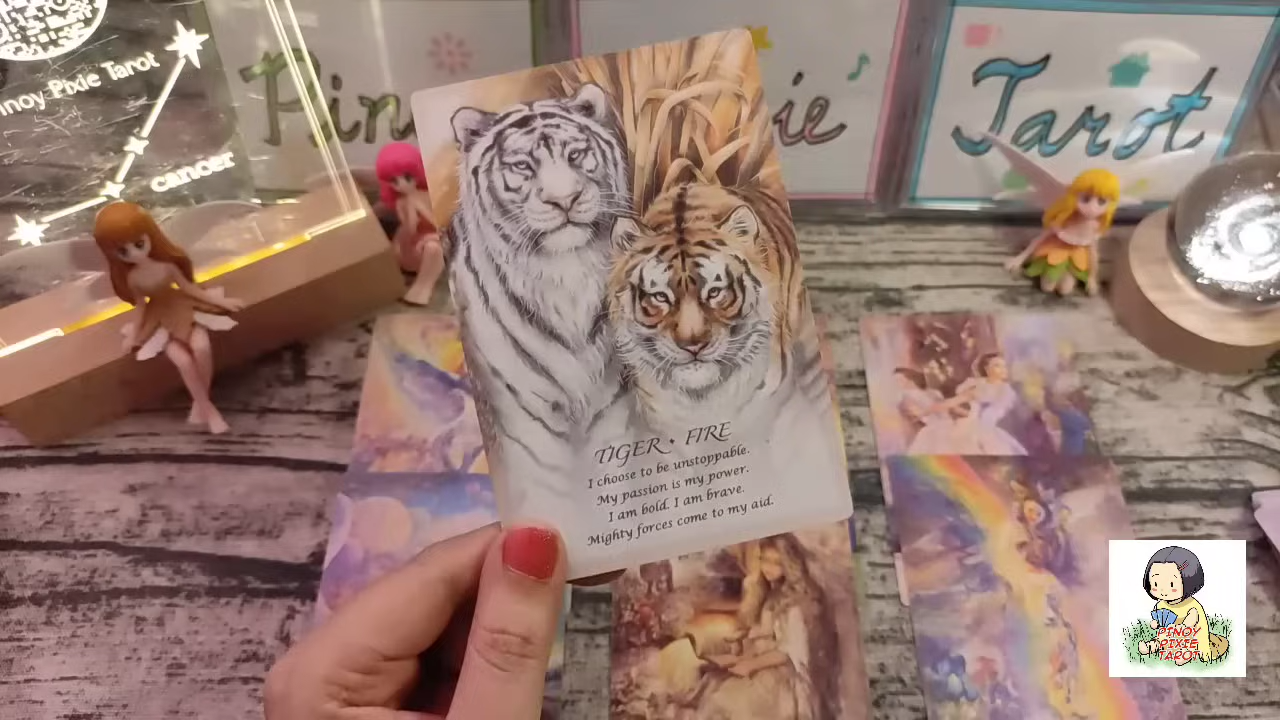 Pinoy Pixie Tarot
cancer
Tarot
TIGER • FIRE
I choose to be unstoppable.
My passion is my power.
I am bold. I am brave.
Mighty forces come to my aid.
PINOY
PIXIE
TAROT